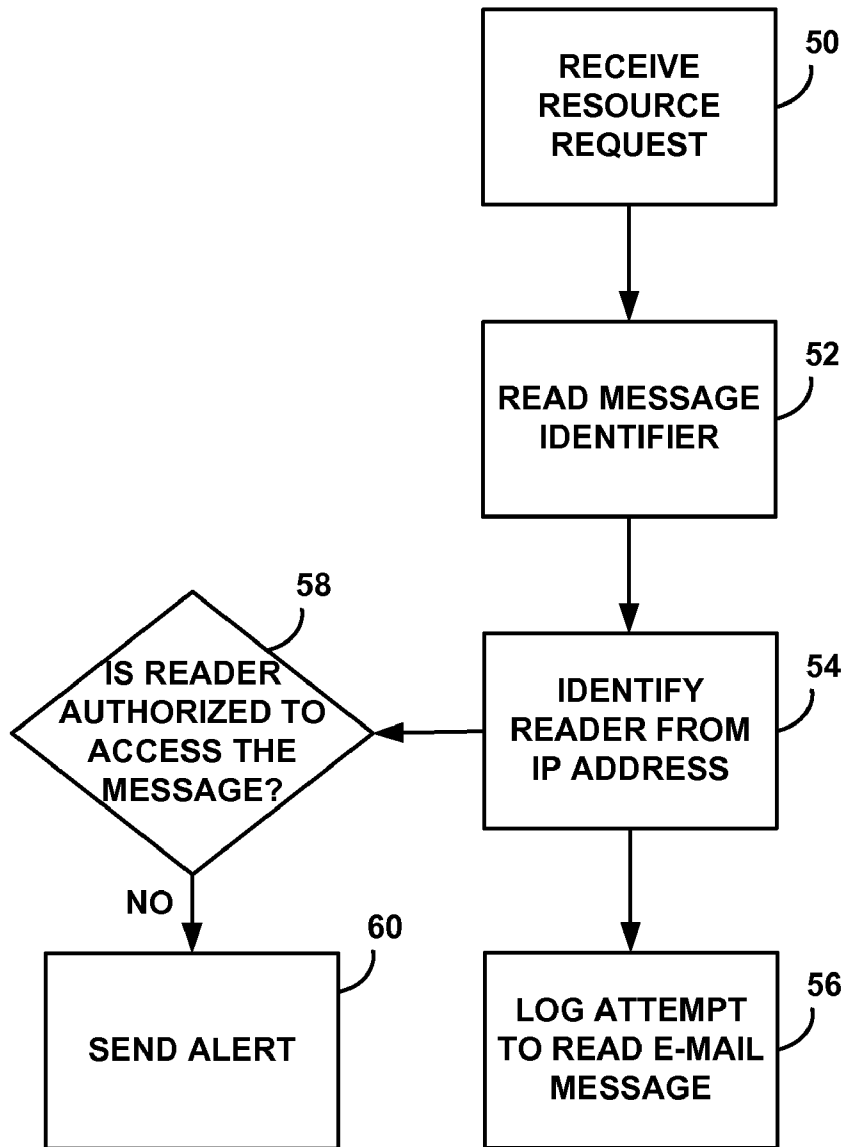 RECEIVE
RESOURCE
REQUEST
50
READ MESSAGE
IDENTIFIER
52
IDENTIFY
READER FROM
IP ADDRESS
54
IS READER
AUTHORIZED TO
ACCESS THE
MESSAGE?
58
NO
SEND ALERT
60
LOG ATTEMPT
TO READ E-MAIL
MESSAGE
56